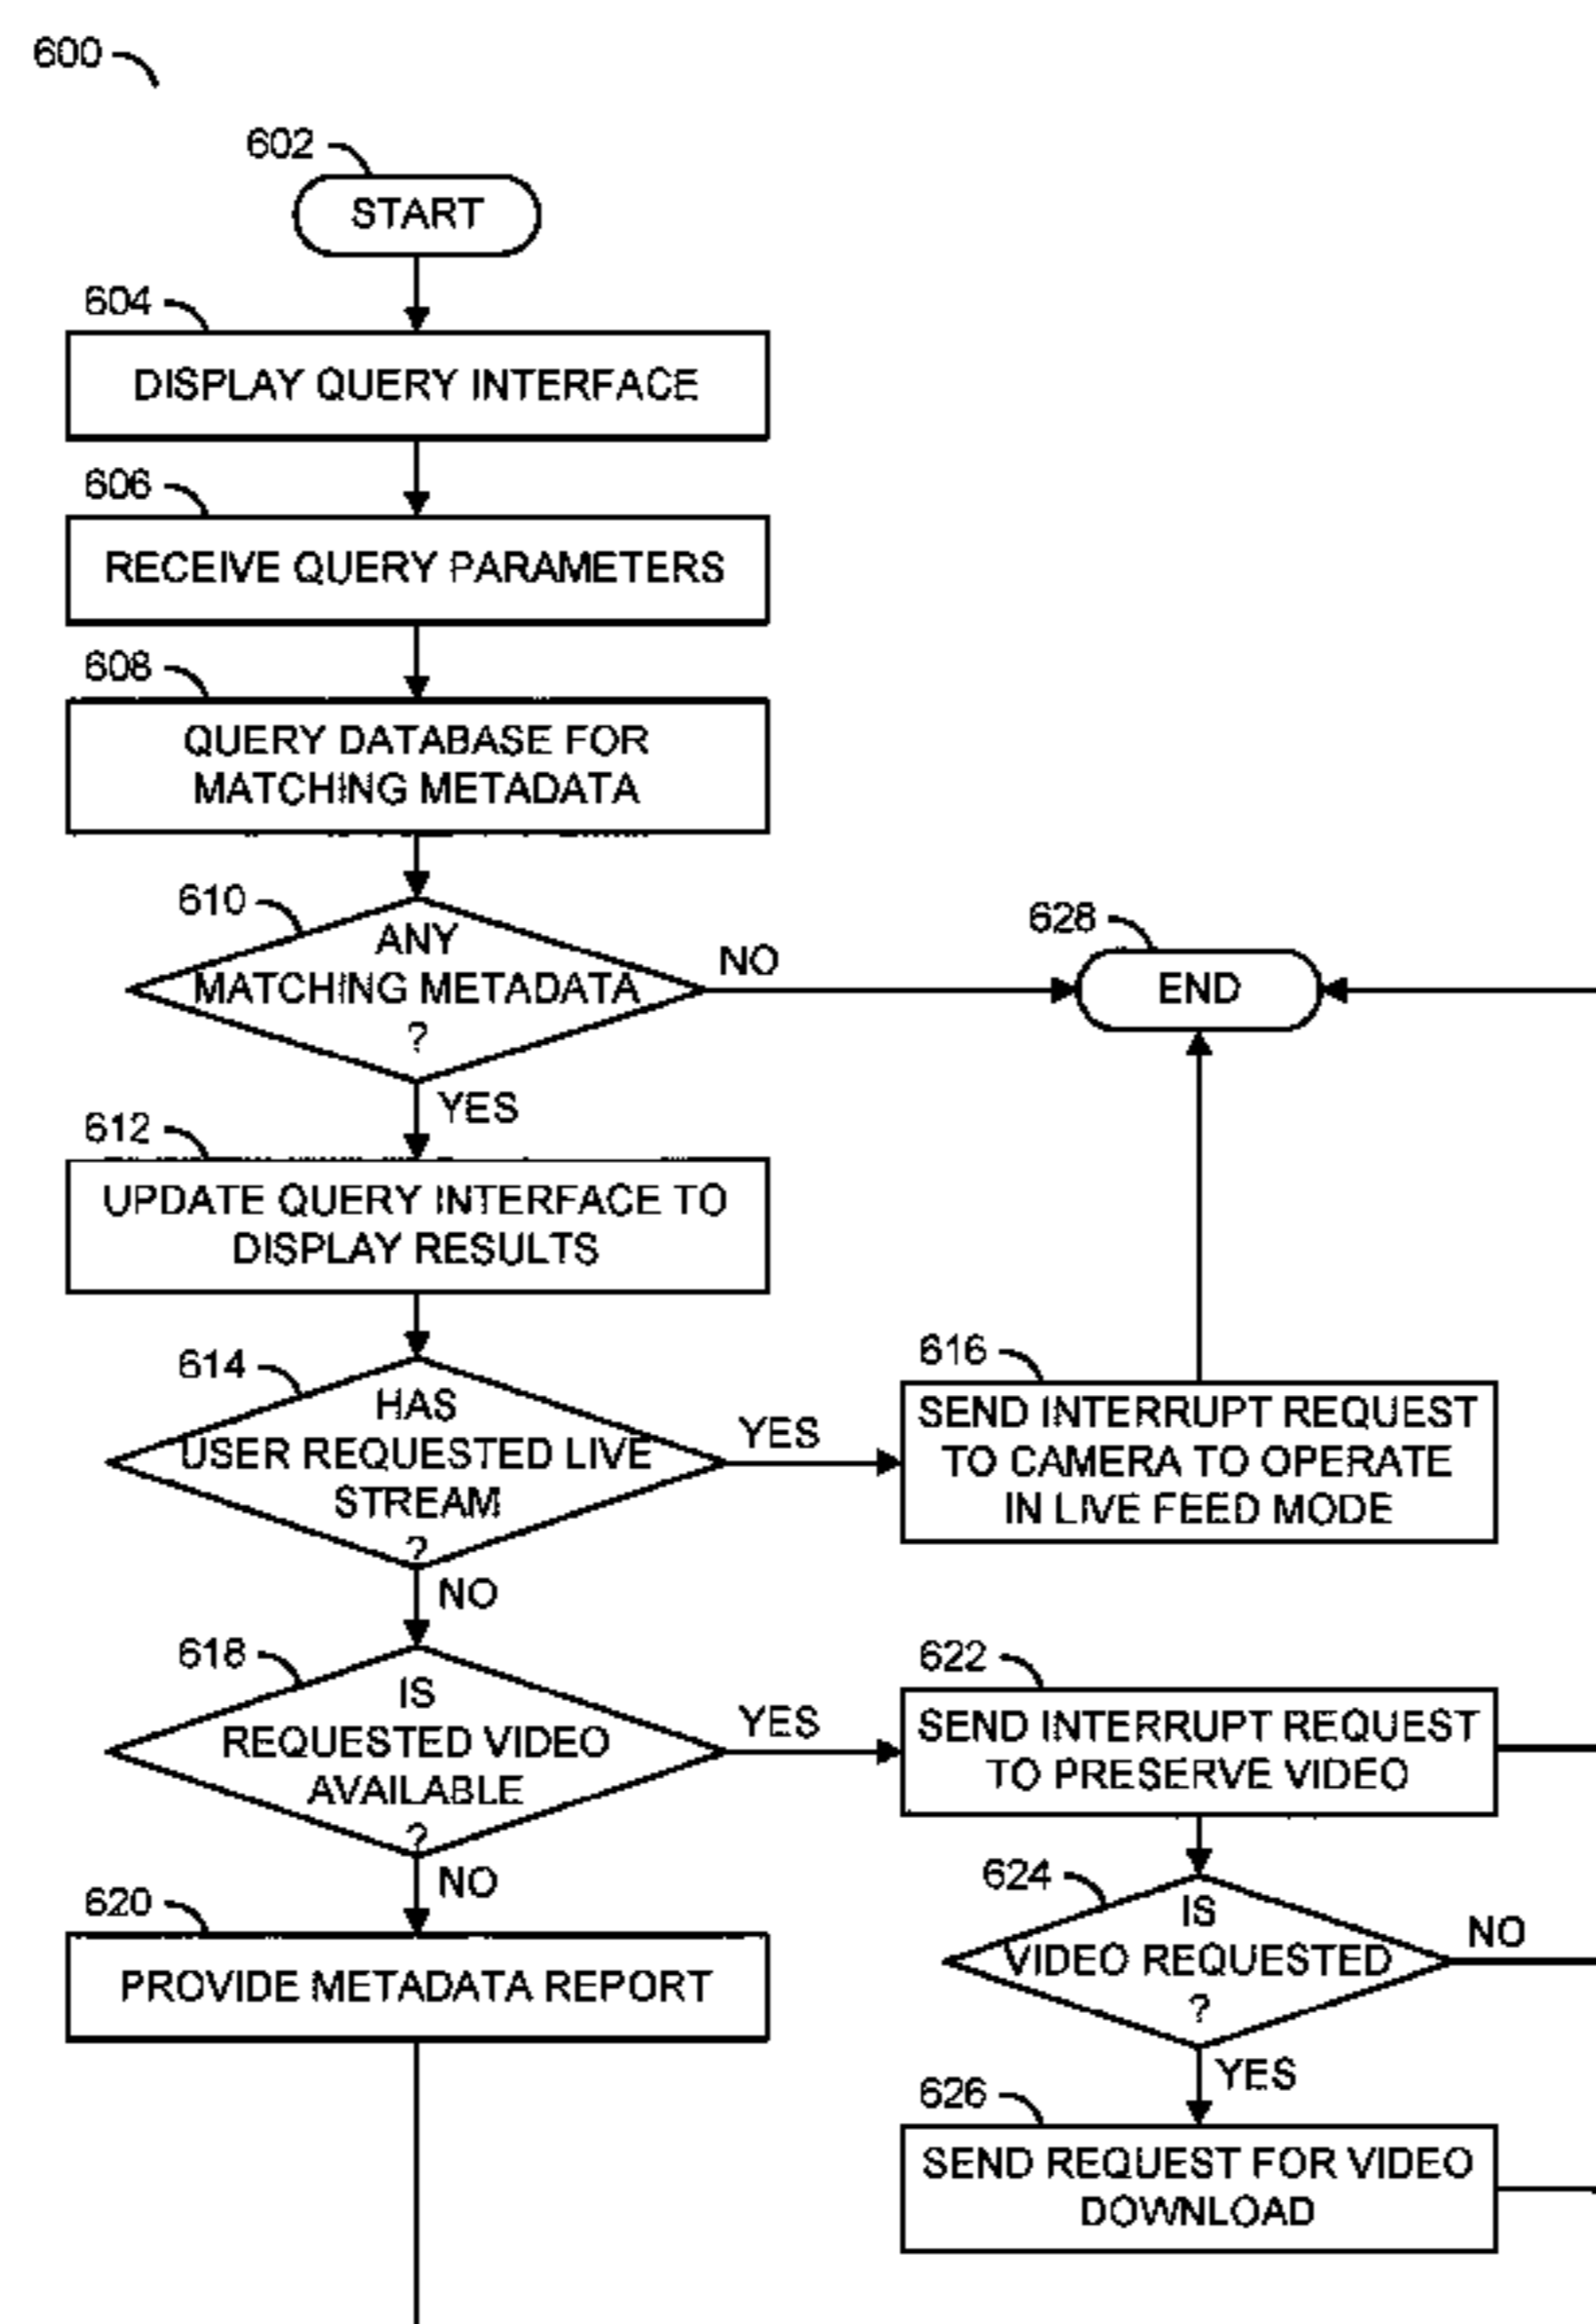 600
602
START
604
DISPLAY QUERY INTERFACE
606
RECEIVE QUERY PARAMETERS
608
QUERY DATABASE FOR
MATCHING METADATA
610
ANY
MATCHING METADATA
?
NO
628
END
YES
612
UPDATE QUERY INTERFACE TO
DISPLAY RESULTS
614
HAS
USER REQUESTED LIVE
STREAM
?
YES
616
SEND INTERRUPT REQUEST
TO CAMERA TO OPERATE
IN LIVE FEED MODE
NO
618
IS
REQUESTED VIDEO
AVAILABLE
?
YES
622
SEND INTERRUPT REQUEST
TO PRESERVE VIDEO
NO
620
PROVIDE METADATA REPORT
624
IS
VIDEO REQUESTED
?
NO
YES
626
SEND REQUEST FOR VIDEO
DOWNLOAD